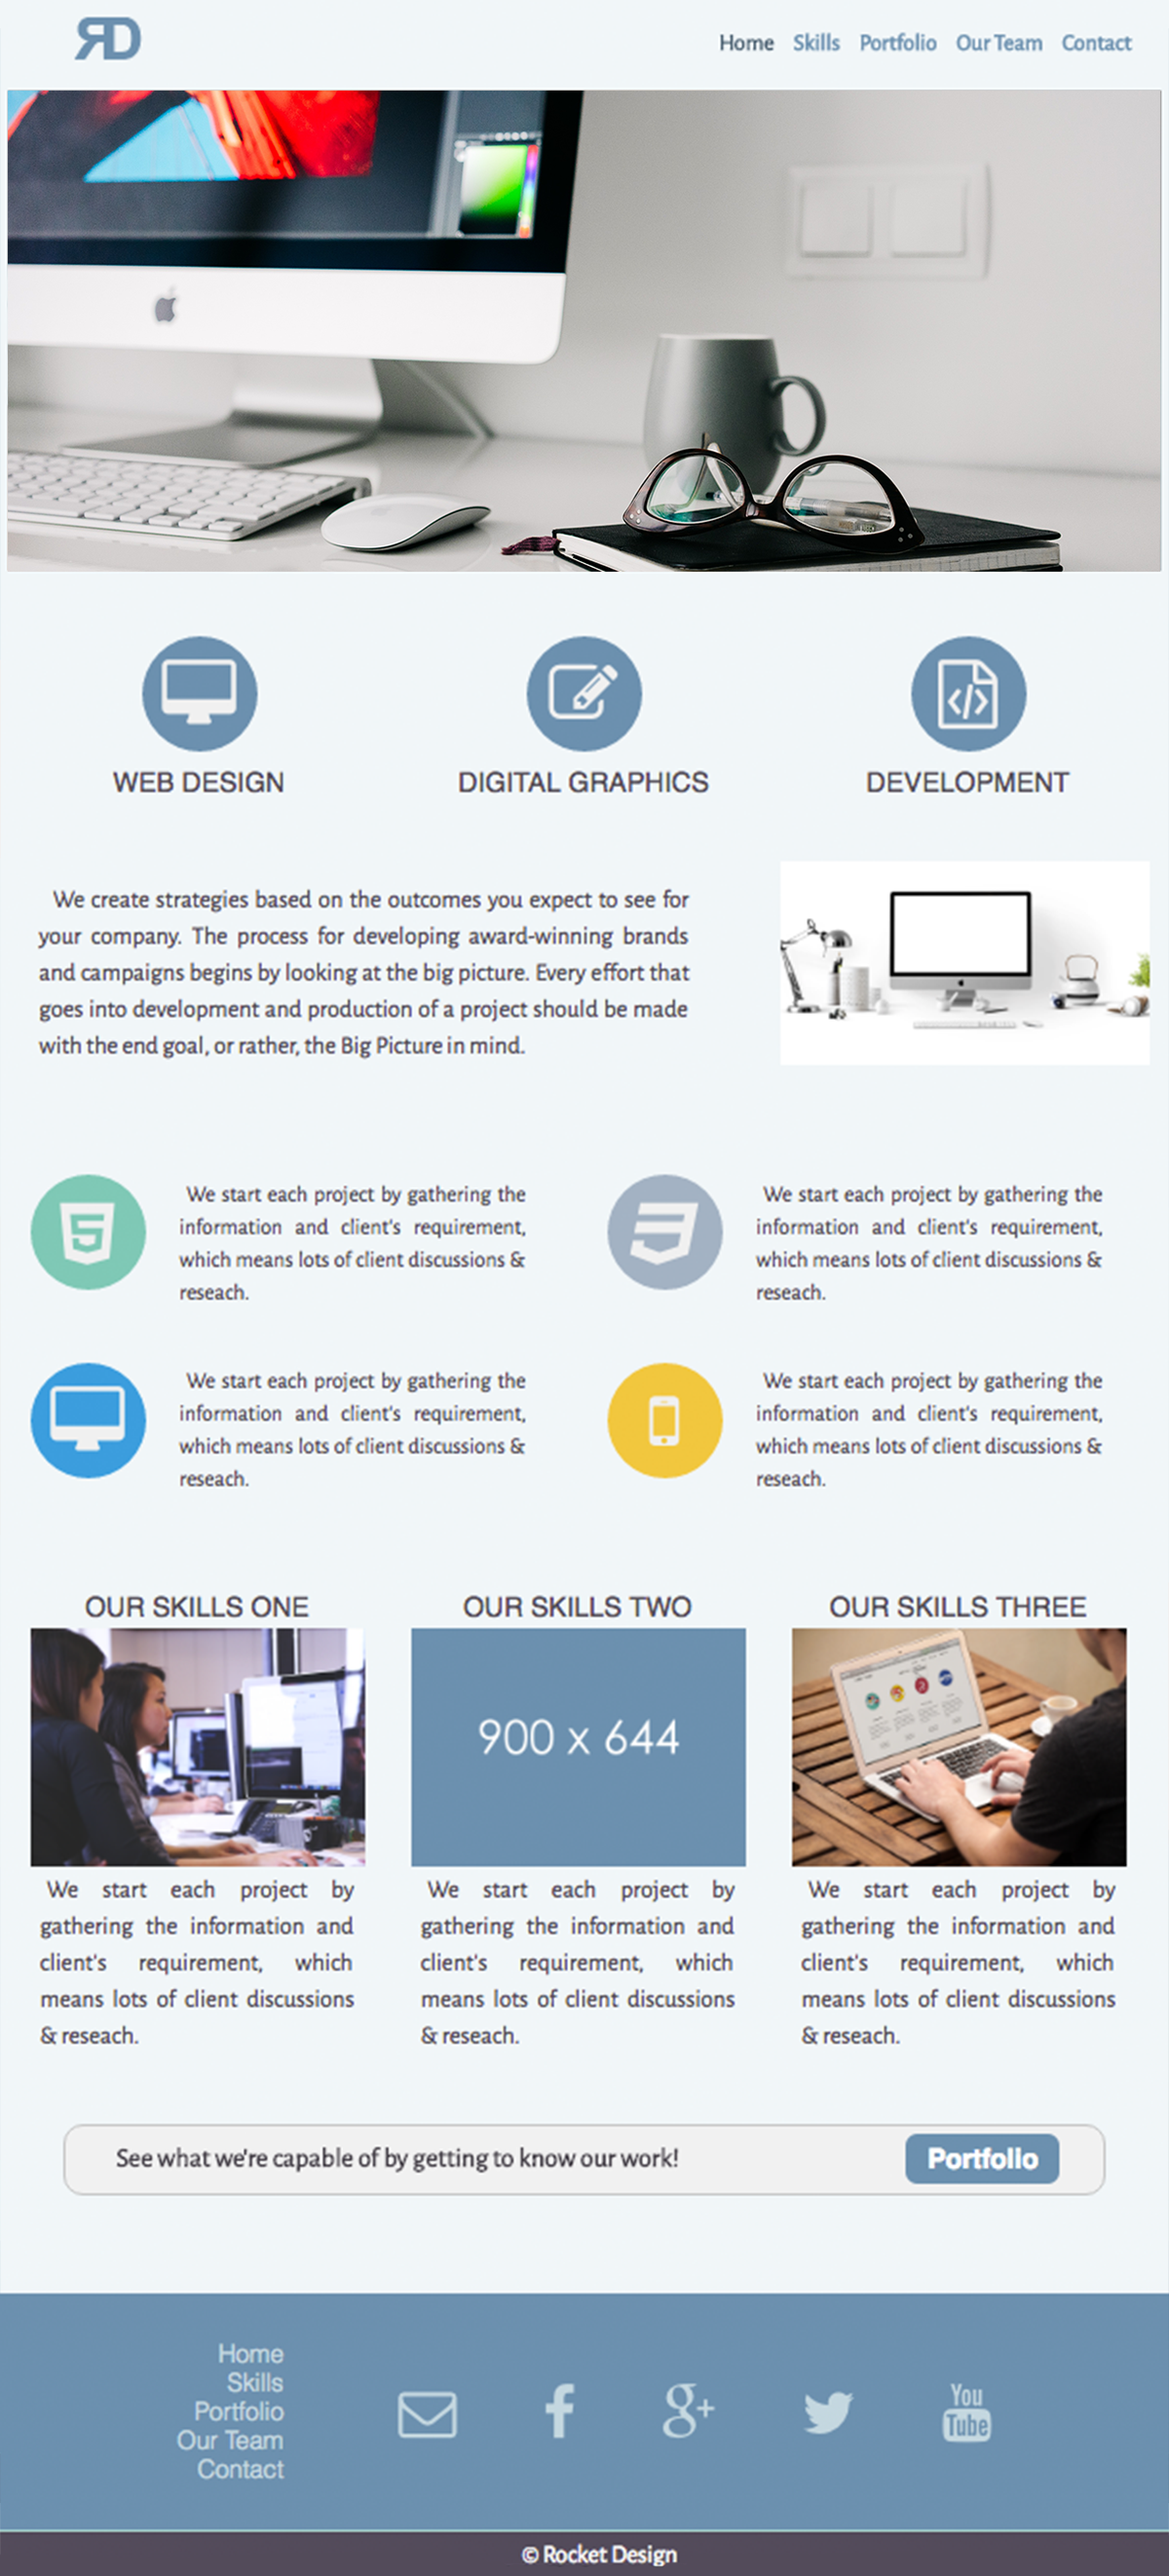 RD
Home Skills Portfolio Our Team Contact
WEB DESIGN
DIGITAL GRAPHICS
DEVELOPMENT
We create strategies based on the outcomes you expect to see for
your company. The process for developing award-winning brands
and campaigns begins by looking at the big picture. Every effort that
goes into development and production of a project should be made
with the end goal, or rather, the Big Picture in mind.
5
We start each project by gathering the
information and client's requirement,
which means lots of client discussions &
reseach.
3
We start each project by gathering the
information and client's requirement,
which means lots of client discussions &
reseach.
We start each project by gathering the
information and client's requirement,
which means lots of client discussions &
reseach.
We start each project by gathering the
information and client's requirement,
which means lots of client discussions &
reseach.
OUR SKILLS ONE
We start each project by
gathering the information and
client's requirement, which
means lots of client discussions
& reseach.
OUR SKILLS TWO
900 x 644
We start each project by
gathering the information and
client's requirement, which
means lots of client discussions
& reseach.
OUR SKILLS THREE
We start each project by
gathering the information and
client's requirement, which
means lots of client discussions
& reseach.
See what we're capable of by getting to know our work!
Portfolio
Home
Skills
Portfolio
Our Team
Contact
f
g+
You
Tube
© Rocket Design